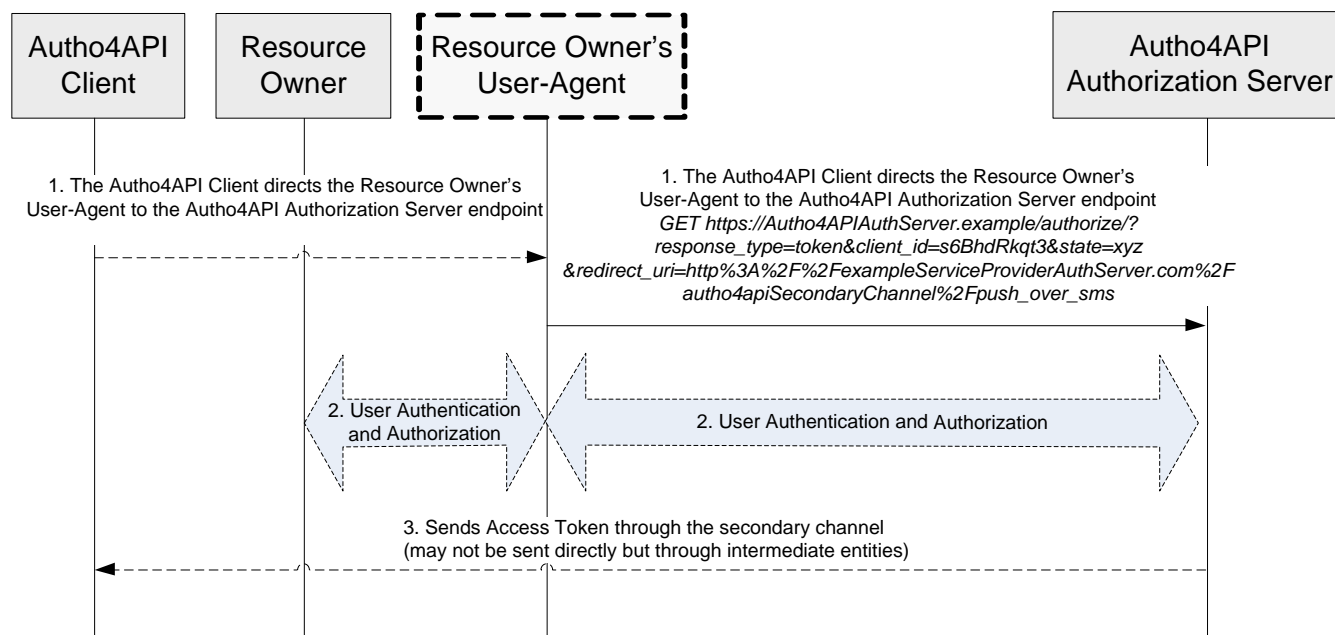 Autho4API
Client
Resource
Owner
Resource Owner's
User-Agent
Autho4API
Authorization Server
1. The Autho4API Client directs the Resource Owner's
User-Agent to the Autho4API Authorization Server endpoint
1. The Autho4API Client directs the Resource Owner's
User-Agent to the Autho4API Authorization Server endpoint
GET https://Autho4APIAuthServer.example/authorize/?
response_type=token&client_id=s6BhdRkqt3&state=xyz
&redirect_uri=http%3A%2F%2FexampleServiceProviderAuthServer.com%2F
autho4apiSecondaryChannel%2Fpush_over_sms
2. User Authentication
and Authorization
2. User Authentication and Authorization
3. Sends Access Token through the secondary channel
(may not be sent directly but through intermediate entities)